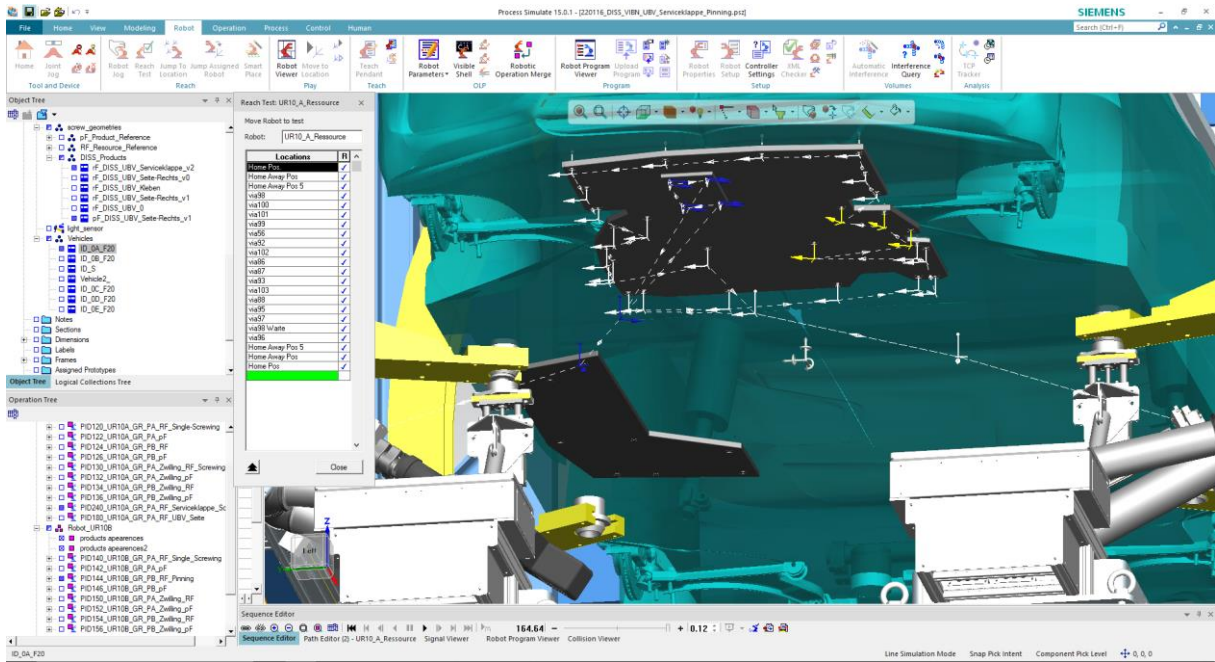 Process Simulate 15.0.1 - [220116_DISS_VIBN_UBV_Serviceklappe_Pinning.psz]
SIEMENS
File Home View Modeling Robot Operation Process Control Human
Search (Ctrl+F)
Home Joint Jog Robot Jog Reach Test Jump To Location Jump Assigned Robot Smart Place Robot Viewer Move to Location Teach Pendant Robot Parameters Visible Shell Robotic Operation Merge Robot Program Viewer Upload Program Robot Properties Robot Setup Controller Settings XML Checker Automatic Interference Interference Query TCP Tracker
Tool and Device Reach Play Teach OLP Program Setup Volumes Analysis
Object Tree
screw_geometries
pF_Product_Reference
RF_Resource_Reference
DISS_Products
rF_DISS_UBV_Serviceklappe_v2
rF_DISS_UBV_Seite-Rechts_v0
rF_DISS_UBV_Kleben
rF_DISS_UBV_Seite-Rechts_v1
rF_DISS_UBV_0
pF_DISS_UBV_Seite-Rechts_v1
light_sensor
Vehicles
ID_0A_F20
ID_0B_F20
ID_S
Vehicle2_
ID_0C_F20
ID_0D_F20
ID_0E_F20
Notes
Sections
Dimensions
Labels
Frames
Assigned Prototypes
Object Tree Logical Collections Tree
Operation Tree
PID120_UR10A_GR_PA_RF_Single-Screwing
PID122_UR10A_GR_PA_pF
PID124_UR10A_GR_PB_RF
PID126_UR10A_GR_PB_pF
PID130_UR10A_GR_PA_Zwilling_RF_Screwing
PID132_UR10A_GR_PA_Zwilling_pF
PID134_UR10A_GR_PB_Zwilling_RF
PID136_UR10A_GR_PB_Zwilling_pF
PID240_UR10A_GR_PA_RF_Serviceklappe_Sc
PID180_UR10A_GR_PA_RF_UBV_Seite
Robot_UR10B
products apearences
products apearences2
PID140_UR10B_GR_PA_RF_Single_Screwing
PID142_UR10B_GR_PA_pF
PID144_UR10B_GR_PB_RF_Pinning
PID146_UR10B_GR_PB_pF
PID150_UR10B_GR_PA_Zwilling_RF
PID152_UR10B_GR_PA_Zwilling_pF
PID154_UR10B_GR_PB_Zwilling_RF
PID156_UR10B_GR_PB_Zwilling_pF
Reach Test: UR10_A_Ressource
Move Robot to test
Robot: UR10_A_Ressource
Locations R
Home Pos
Home Away Pos
Home Away Pos 5
via98
via100
via101
via99
via56
via92
via102
via86
via87
via93
via103
via88
via95
via97
via98 Warte
via96
Home Away Pos 5
Home Away Pos
Home Pos
Close
Z
Left
Sequence Editor
164.64
0.12
Sequence Editor Path Editor (2) - UR10_A_Ressource Signal Viewer Robot Program Viewer Collision Viewer
ID_0A_F20
Line Simulation Mode Snap Pick Intent Component Pick Level 0, 0, 0